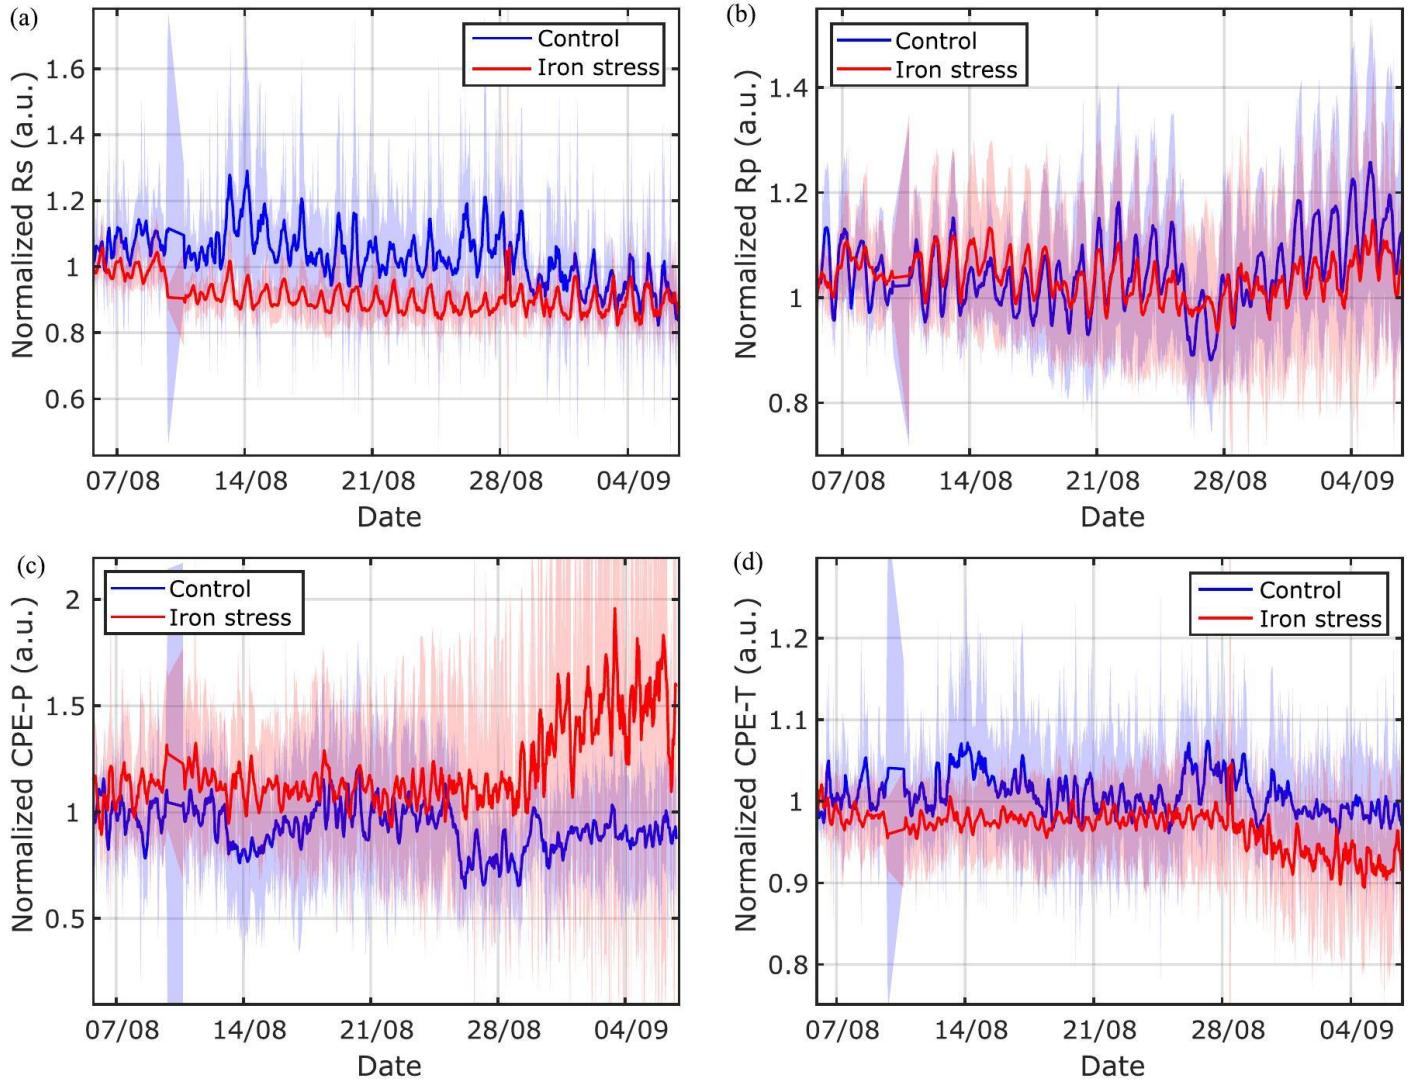 (a)
Normalized Rs (a.u.)
1.6
1.4
1.2
1
0.8
0.6
Control
Iron stress
07/08 14/08 21/08 28/08 04/09
Date
(b)
Normalized Rp (a.u.)
1.4
1.2
1
0.8
Control
Iron stress
07/08 14/08 21/08 28/08 04/09
Date
(c)
Normalized CPE-P (a.u.)
2
1.5
1
0.5
Control
Iron stress
07/08 14/08 21/08 28/08 04/09
Date
(d)
Normalized CPE-T (a.u.)
1.2
1.1
1
0.9
0.8
Control
Iron stress
07/08 14/08 21/08 28/08 04/09
Date